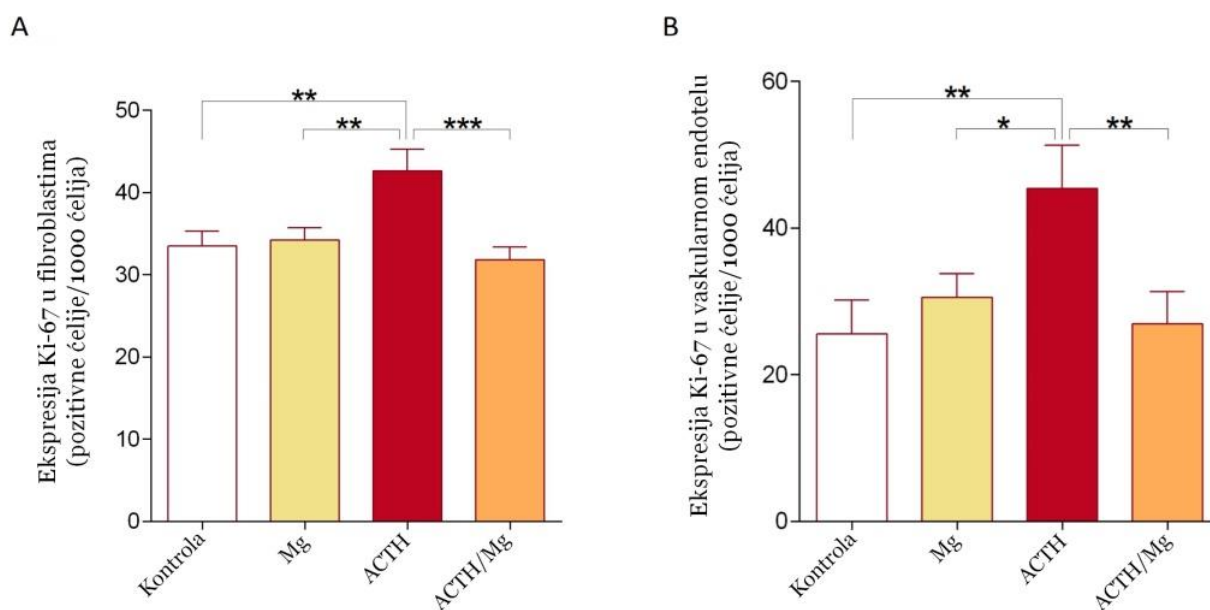 A
Ekspresija Ki-67 u fibroblastima
(pozitivne ćelije/1000 ćelija)
50
40
30
20
10
0
**
**
***
Kontrola
Mg
ACTH
ACTH/Mg
B
Ekspresija Ki-67 u vaskularnom endotelu
(pozitivne ćelije/1000 ćelija)
60
40
20
0
**
*
**
Kontrola
Mg
ACTH
ACTH/Mg